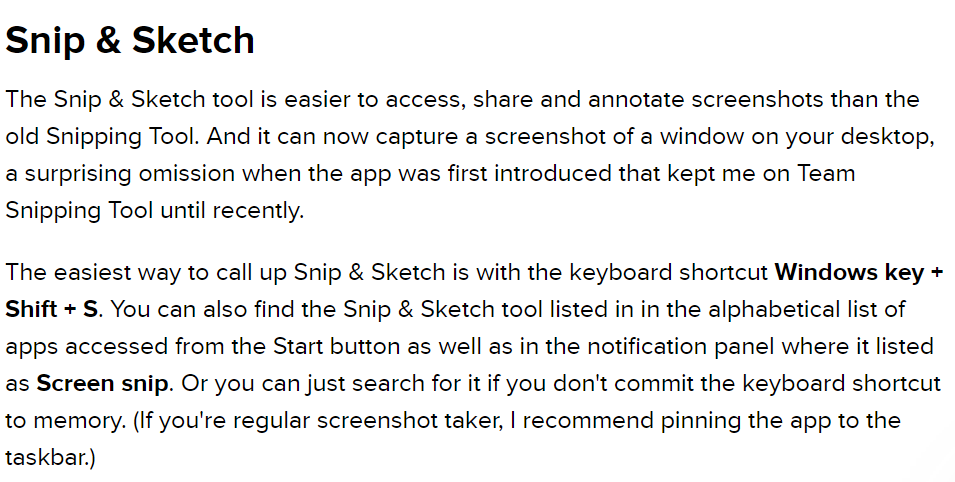 Snip & Sketch
The Snip & Sketch tool is easier to access, share and annotate screenshots than the
old Snipping Tool. And it can now capture a screenshot of a window on your desktop,
a surprising omission when the app was first introduced that kept me on Team
Snipping Tool until recently.
The easiest way to call up Snip & Sketch is with the keyboard shortcut Windows key +
Shift + S. You can also find the Snip & Sketch tool listed in in the alphabetical list of
apps accessed from the Start button as well as in the notification panel where it listed
as Screen snip. Or you can just search for it if you don't commit the keyboard shortcut
to memory. (If you're regular screenshot taker, I recommend pinning the app to the
taskbar.)